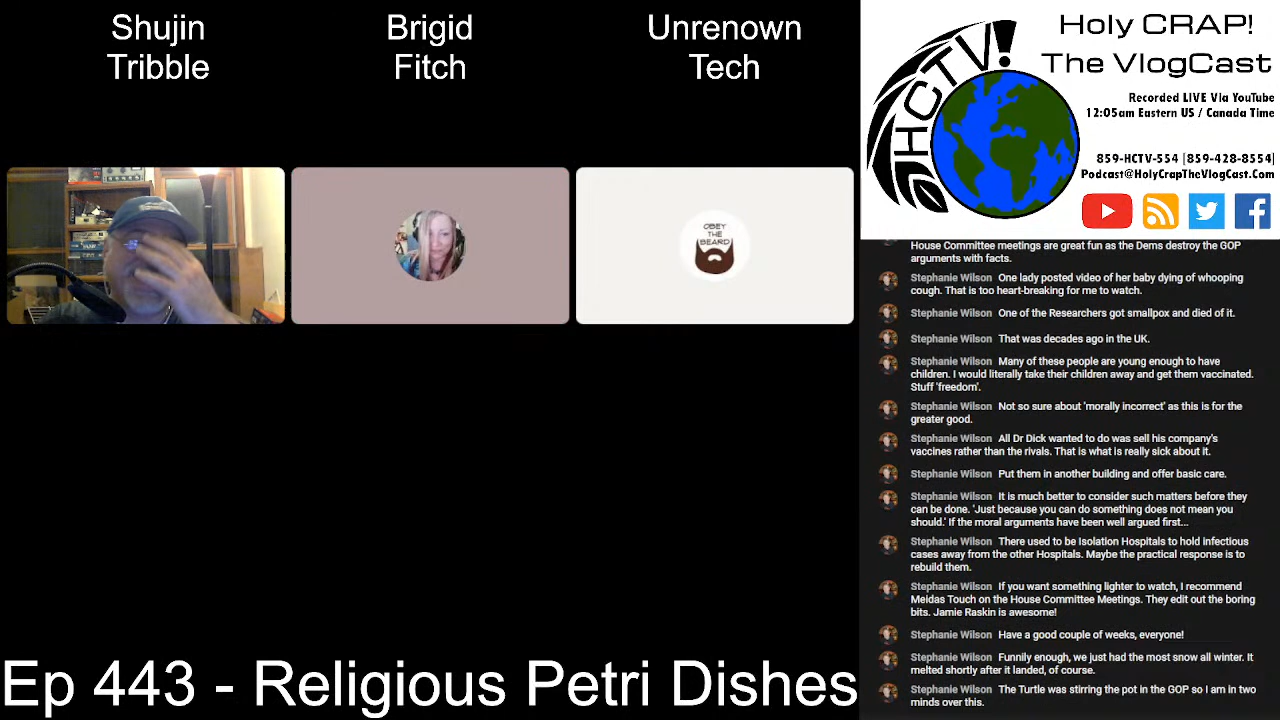 Shujin
Tribble
Brigid
Fitch
Unrenown
Tech
OBEY
THE
BEARD
HCTV!
Holy CRAP!
The VlogCast
Recorded LIVE Via YouTube
12:05am Eastern US / Canada Time
859-HCTV-554 [859-428-8554]
Podcast@HolyCrapTheVlogCast.Com
House Committee meetings are great fun as the Dems destroy the GOP
arguments with facts.
Stephanie Wilson One lady posted video of her baby dying of whooping
cough. That is too heart-breaking for me to watch.
Stephanie Wilson One of the Researchers got smallpox and died of it.
Stephanie Wilson That was decades ago in the UK.
Stephanie Wilson Many of these people are young enough to have
children. I would literally take their children away and get them vaccinated.
Stuff 'freedom'.
Stephanie Wilson Not so sure about 'morally incorrect' as this is for the
greater good.
Stephanie Wilson All Dr Dick wanted to do was sell his company's
vaccines rather than the rivals. That is what is really sick about it.
Stephanie Wilson Put them in another building and offer basic care.
Stephanie Wilson It is much better to consider such matters before they
can be done. 'Just because you can do something does not mean you
should.' If the moral arguments have been well argued first...
Stephanie Wilson There used to be Isolation Hospitals to hold infectious
cases away from the other Hospitals. Maybe the practical response is to
rebuild them.
Stephanie Wilson If you want something lighter to watch, I recommend
Meidas Touch on the House Committee Meetings. They edit out the boring
bits. Jamie Raskin is awesome!
Stephanie Wilson Have a good couple of weeks, everyone!
Stephanie Wilson Funnily enough, we just had the most snow all winter. It
melted shortly after it landed, of course.
Stephanie Wilson The Turtle was stirring the pot in the GOP so I am in two
minds over this.
Ep 443 - Religious Petri Dishes